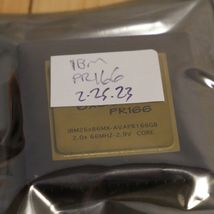 IBM
PR166
2-25-23
PR166
IBM26x86MX-AVAPR166GB
2.0x 66MHZ-2.9V CORE